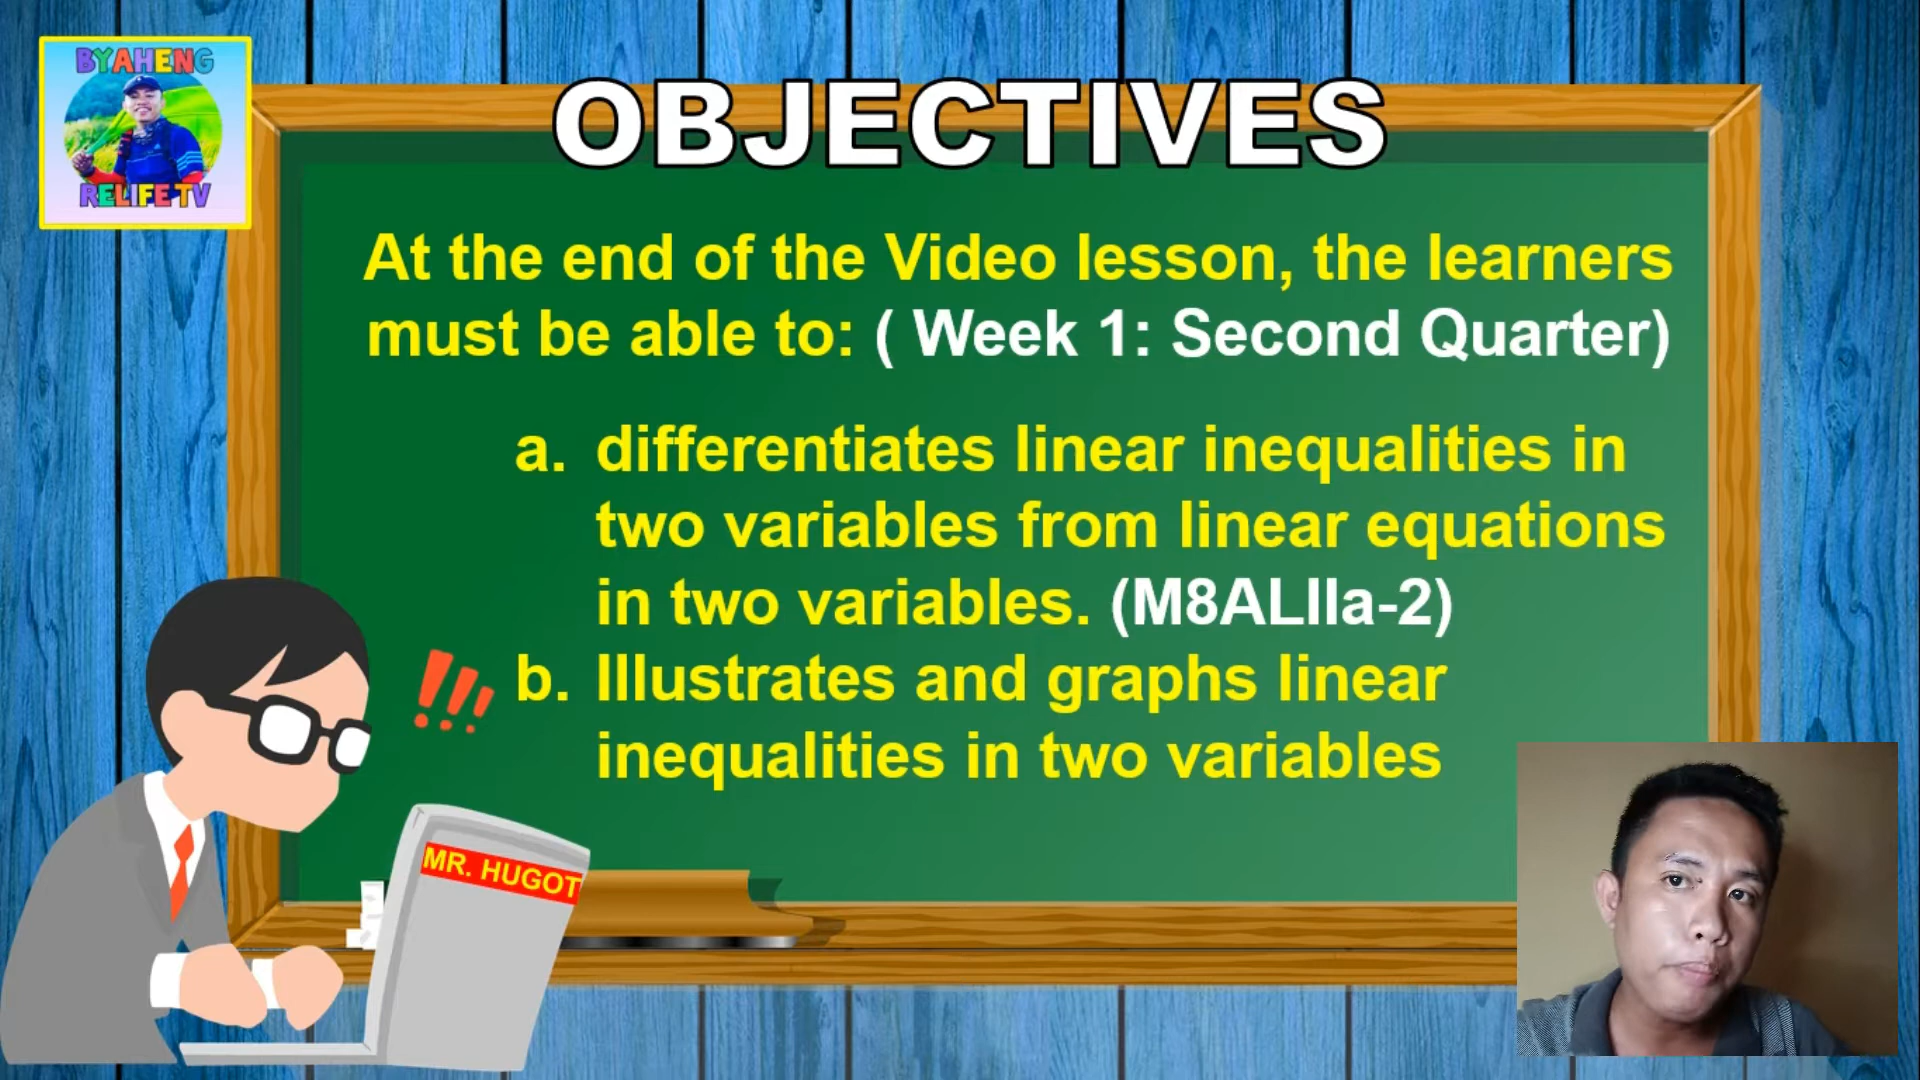 BYAHENG
RELIFE TV
OBJECTIVES
At the end of the Video lesson, the learners
must be able to: ( Week 1: Second Quarter)
a. differentiates linear inequalities in
two variables from linear equations
in two variables. (M8ALIIa-2)
b. Illustrates and graphs linear
inequalities in two variables
!!!
MR. HUGOT